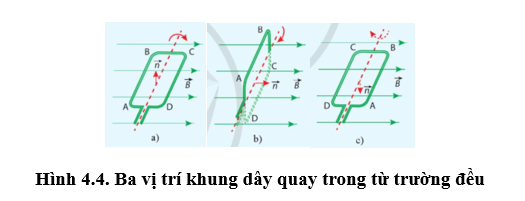 B
C
n
B
A
D
a)
B
C
A
n
B
D
b)
C
B
n
B
D
A
c)
Hình 4.4. Ba vị trí khung dây quay trong từ trường đều